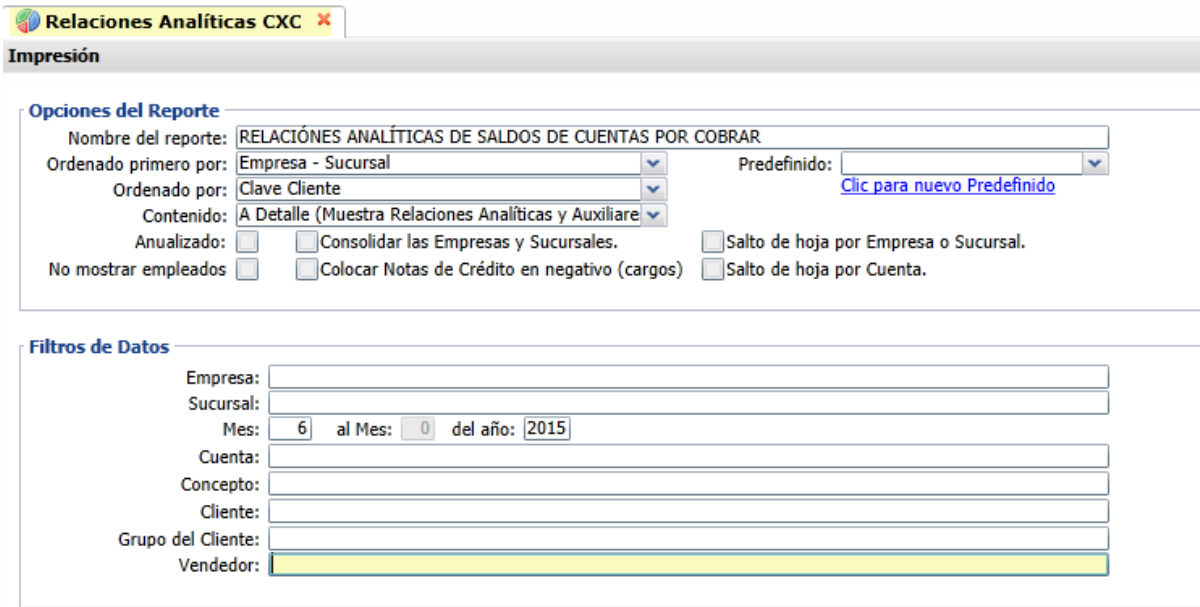 Relaciones Analíticas CXC
Impresión
Opciones del Reporte
Nombre del reporte: RELACIÓNES ANALÍTICAS DE SALDOS DE CUENTAS POR COBRAR
Ordenado primero por: Empresa - Sucursal Predefinido:
Ordenado por: Clave Cliente Clic para nuevo Predefinido
Contenido: A Detalle (Muestra Relaciones Analíticas y Auxiliare
Anualizado: Consolidar las Empresas y Sucursales. Salto de hoja por Empresa o Sucursal.
No mostrar empleados Colocar Notas de Crédito en negativo (cargos) Salto de hoja por Cuenta.
Filtros de Datos
Empresa:
Sucursal:
Mes: 6 al Mes: 0 del año: 2015
Cuenta:
Concepto:
Cliente:
Grupo del Cliente:
Vendedor: